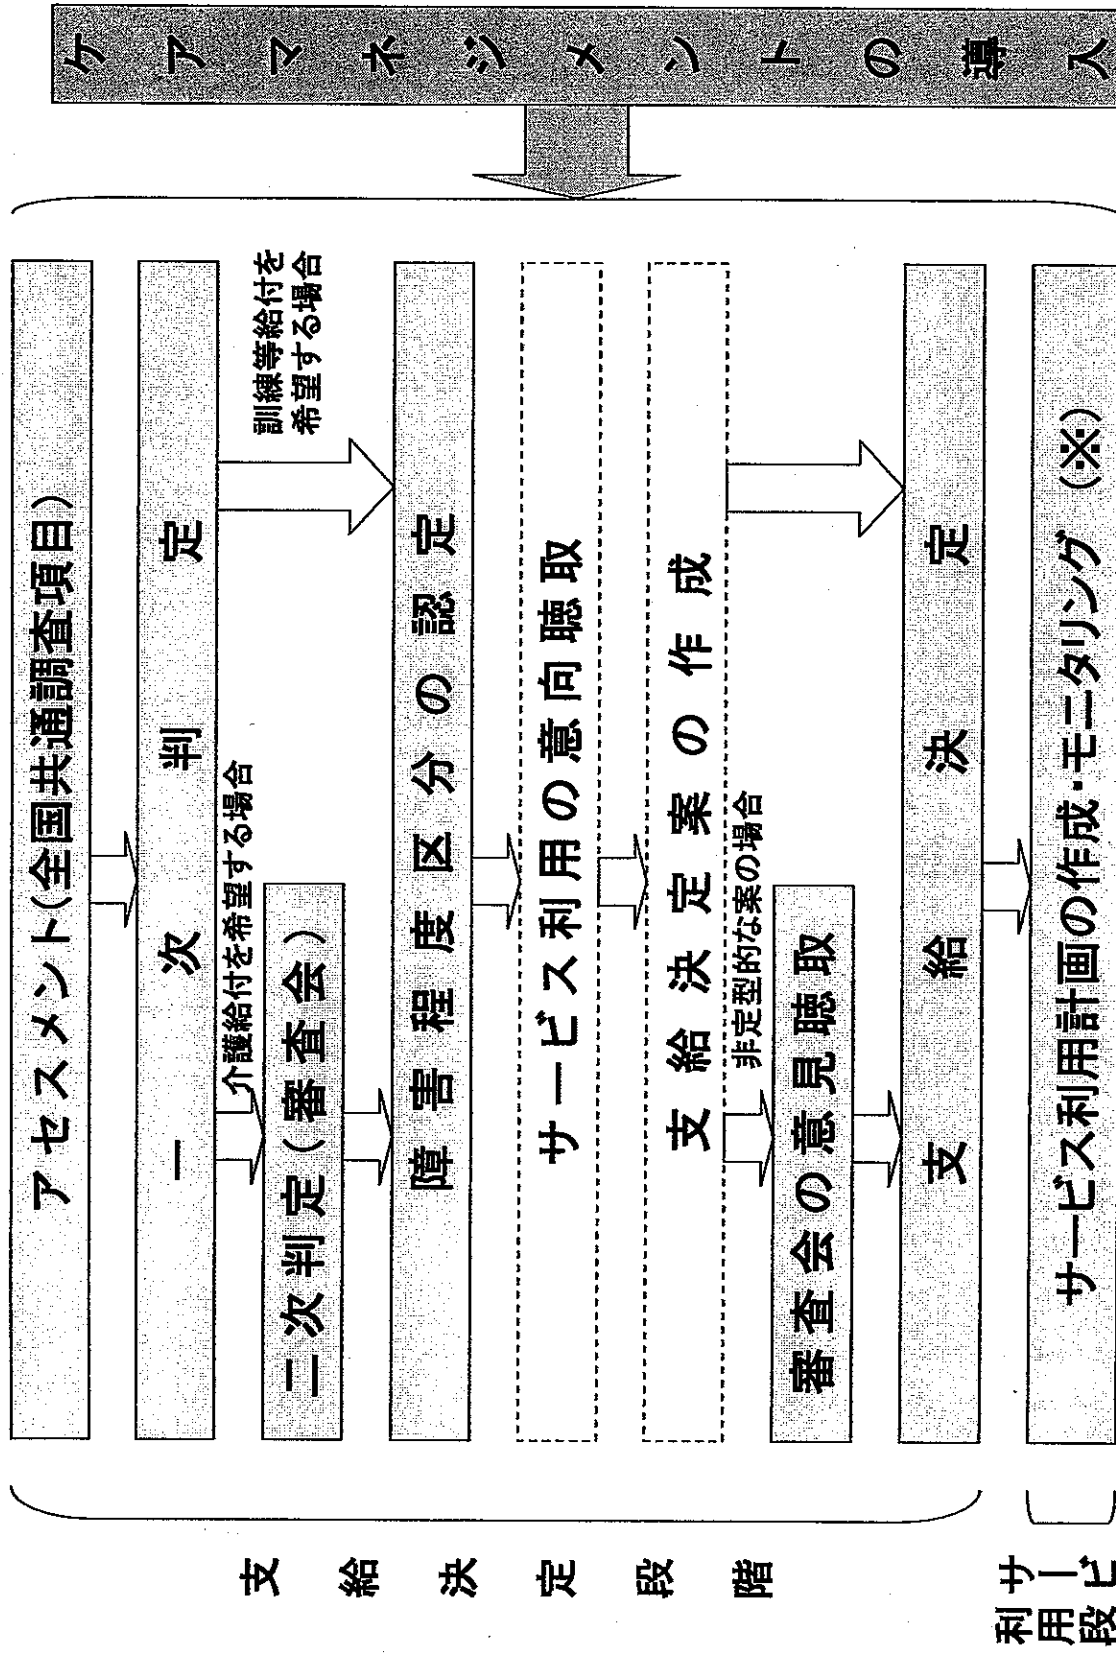 アセスメント(全国共通調査項目)
一次判定
介護給付を希望する場合
訓練等給付を
希望する場合
二次判定(審査会)
障害程度区分の認定
サービス利用の意向聴取
支給決定案の作成
非定型的な案の場合
審査会の意見聴取
支給決定
サービス利用計画の作成・モニタリング (※)
支給決定段階
サービ
利用段
ケアマネジメントの導入